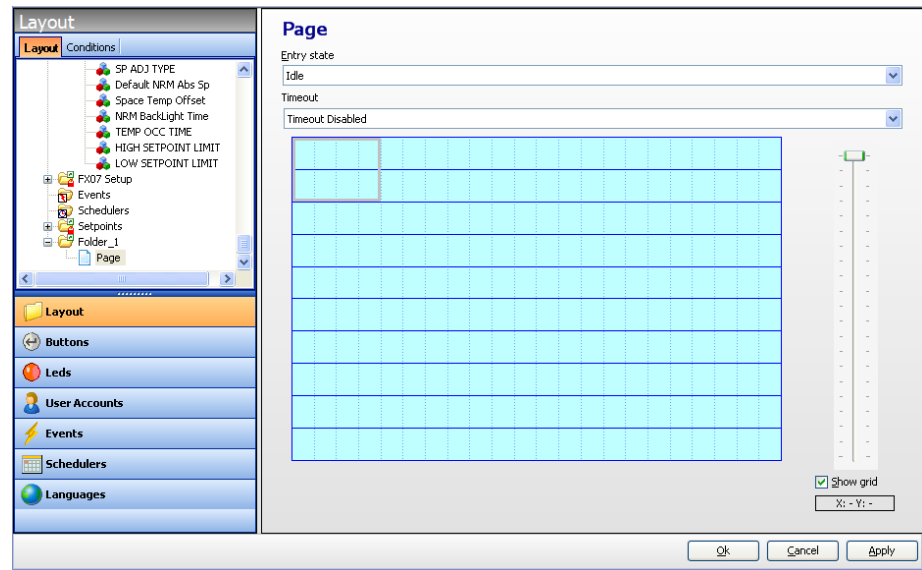 Layout
Layout Conditions
SP ADJ TYPE
Default NRM Abs Sp
Space Temp Offset
NRM BackLight Time
TEMP OCC TIME
HIGH SETPOINT LIMIT
LOW SETPOINT LIMIT
FX07 Setup
Events
Schedulers
Setpoints
Folder_1
Page
Layout
Buttons
Leds
User Accounts
Events
Schedulers
Languages
Page
Entry state
Idle
Timeout
Timeout Disabled
Show grid
X: - Y: -
Ok Cancel Apply